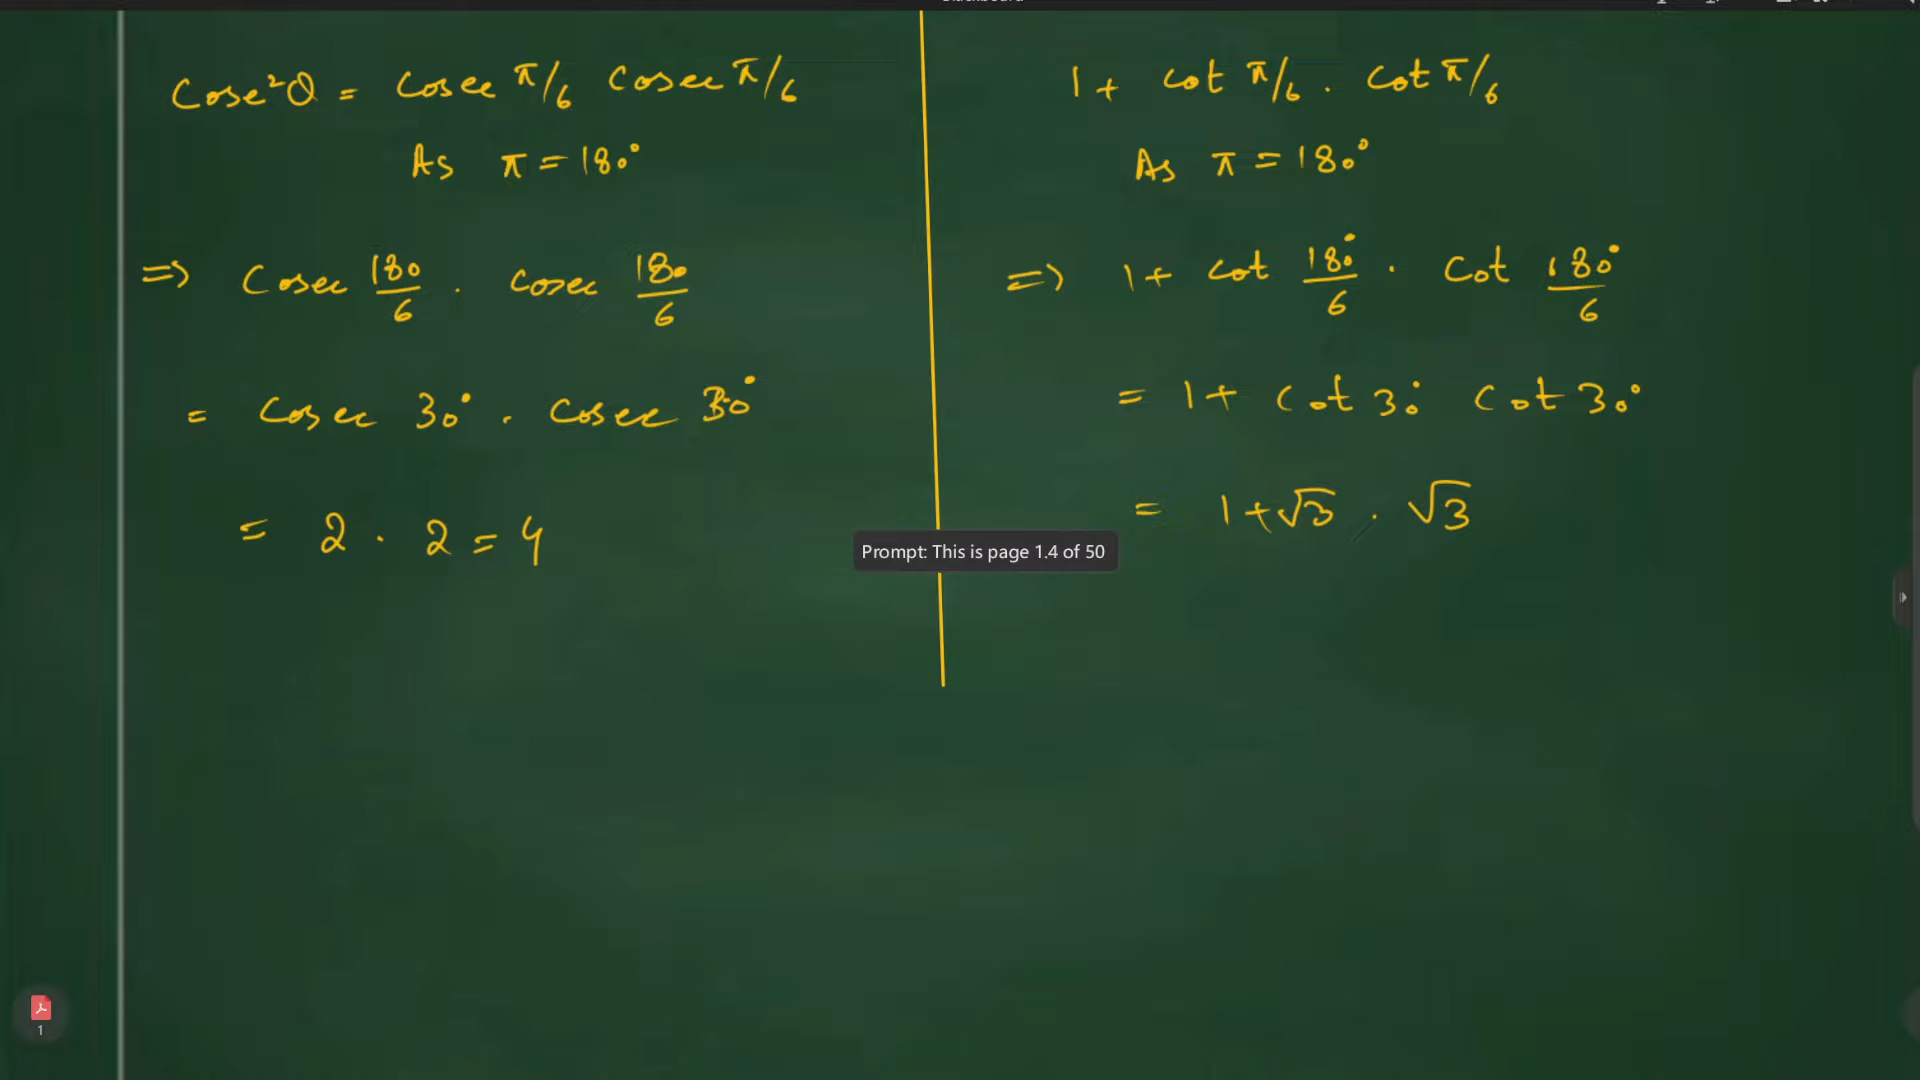 Cose²θ = Cosec π/6 Cosec π/6
As π = 180°
=> Cosec 180/6 . cosec 180/6
= Cosec 30° . Cosec 30°
= 2 . 2 = 4
1 + cot π/6 . cot π/6
As π = 180°
=> 1 + cot 180°/6 . Cot 180°/6
= 1 + cot 30° cot 30°
= 1 + √3 . √3
Prompt: This is page 1.4 of 50
1